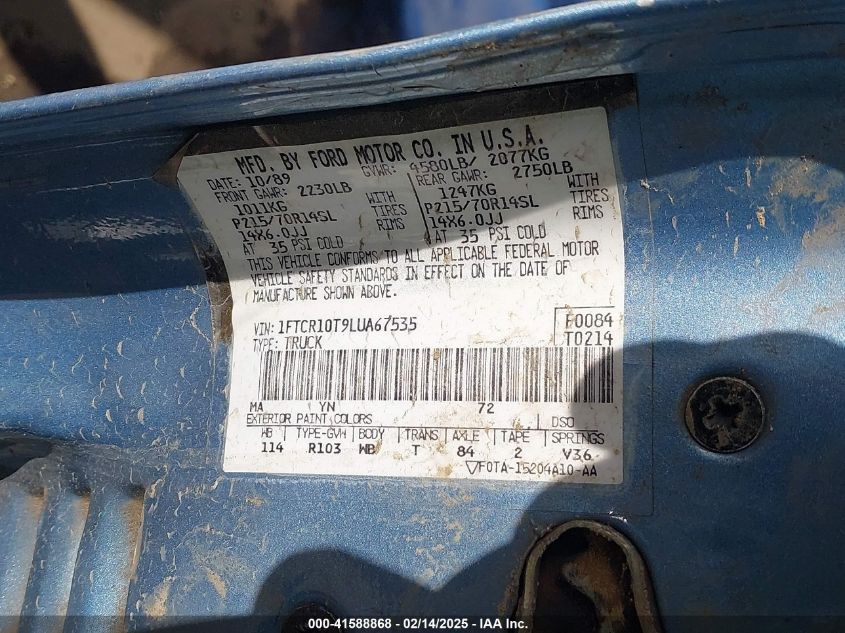 MFD. BY FORD MOTOR CO. IN U.S.A.
DATE: 10/89 GVWR: 4580LB/ 2077KG
FRONT GAWR: 2230LB REAR GAWR: 2750LB
1011KG WITH 1247KG WITH
P215/70R14SL TIRES P215/70R14SL TIRES
14X6.0JJ RIMS 14X6.0JJ RIMS
AT 35 PSI COLD AT 35 PSI COLD
THIS VEHICLE CONFORMS TO ALL APPLICABLE FEDERAL MOTOR
VEHICLE SAFETY STANDARDS IN EFFECT ON THE DATE OF
MANUFACTURE SHOWN ABOVE.
VIN: 1FTCR10T9LUA67535 F0084
TYPE: TRUCK T0214
MA YN 72
EXTERIOR PAINT COLORS DSO
WB TYPE-GVW BODY TRANS AXLE TAPE SPRINGS
114 R103 WB T 84 2 V36
F0TA-15204A10-AA
000-41588868 - 02/14/2025 - IAA Inc.